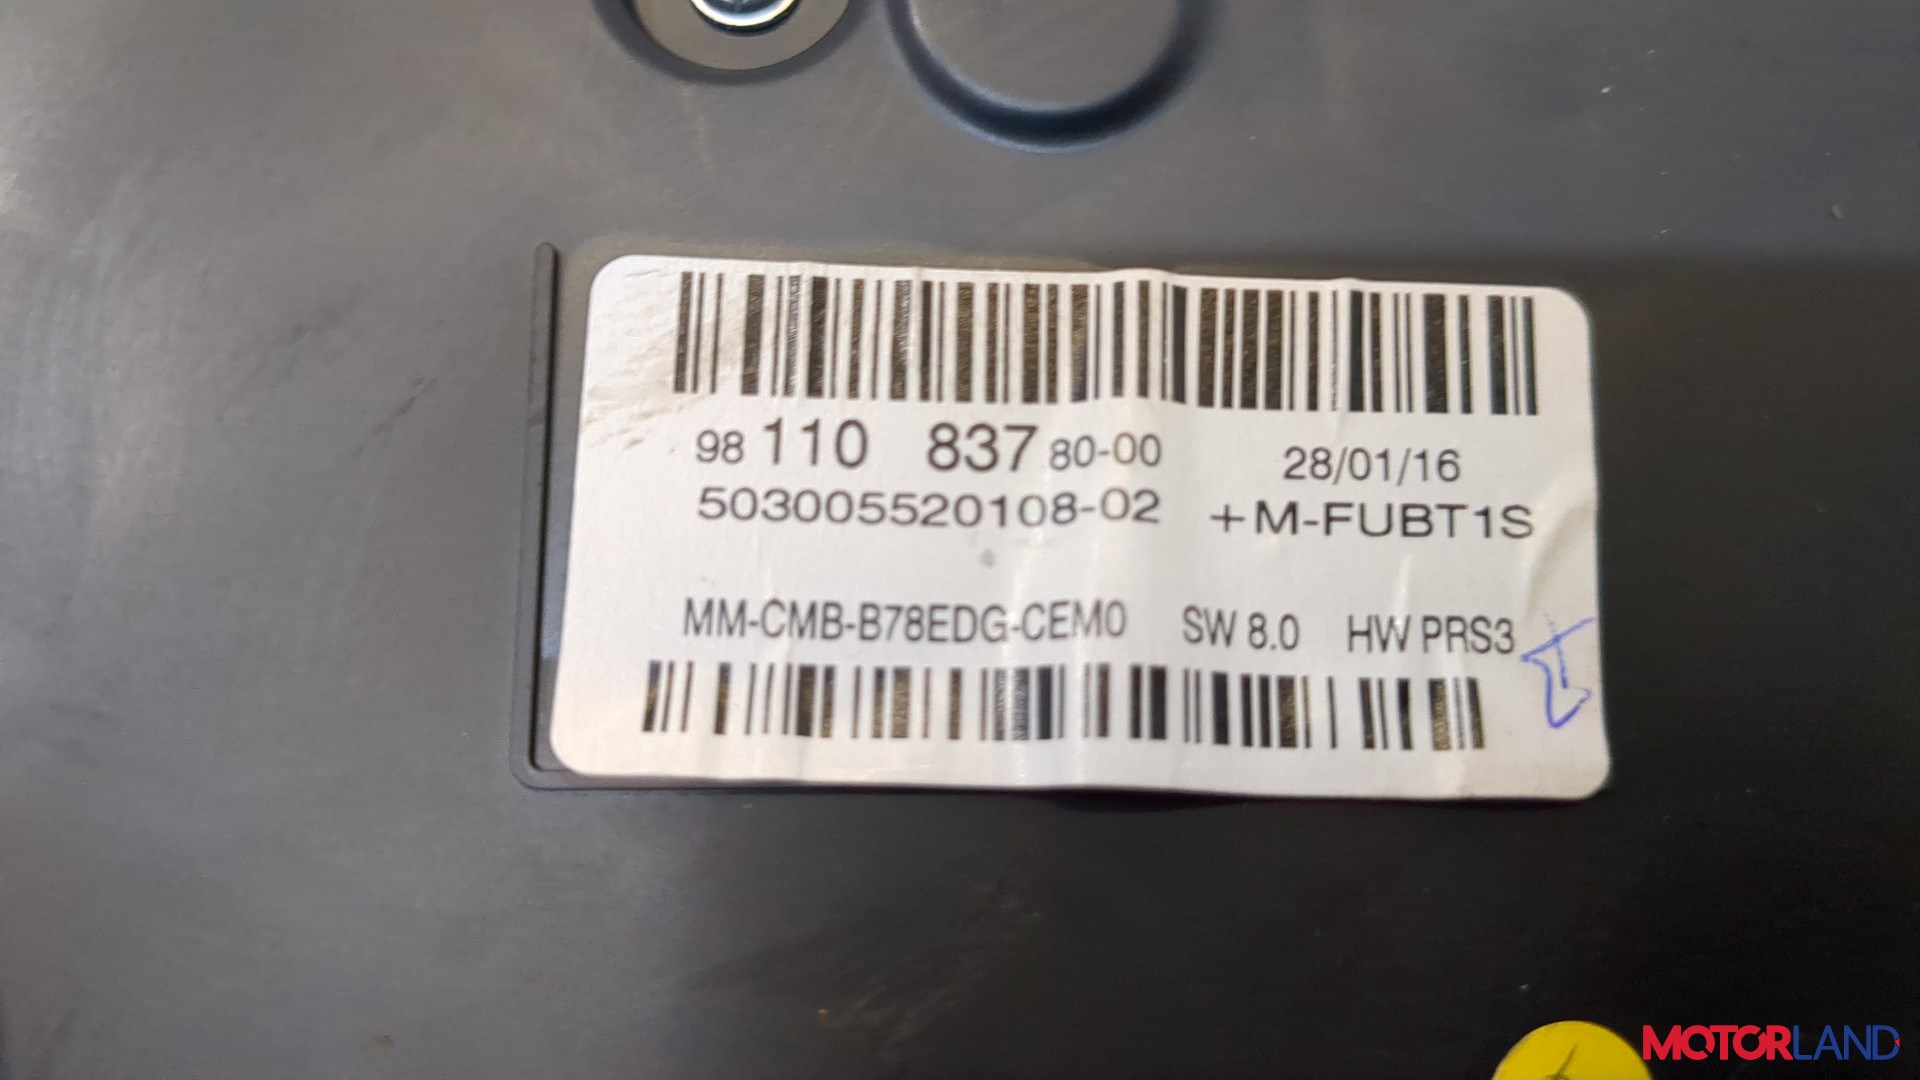 98 110 837 80-00 28/01/16
503005520108-02 +M-FUBT1S
MM-CMB-B78EDG-CEM0 SW 8.0 HW PRS3
MOTORLAND